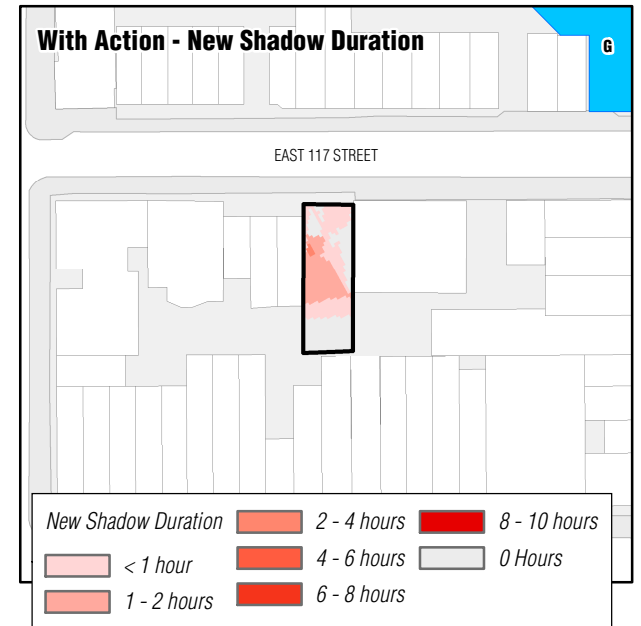 With Action - New Shadow Duration
G
EAST 117 STREET
New Shadow Duration
< 1 hour
1 - 2 hours
2 - 4 hours
4 - 6 hours
6 - 8 hours
8 - 10 hours
0 Hours